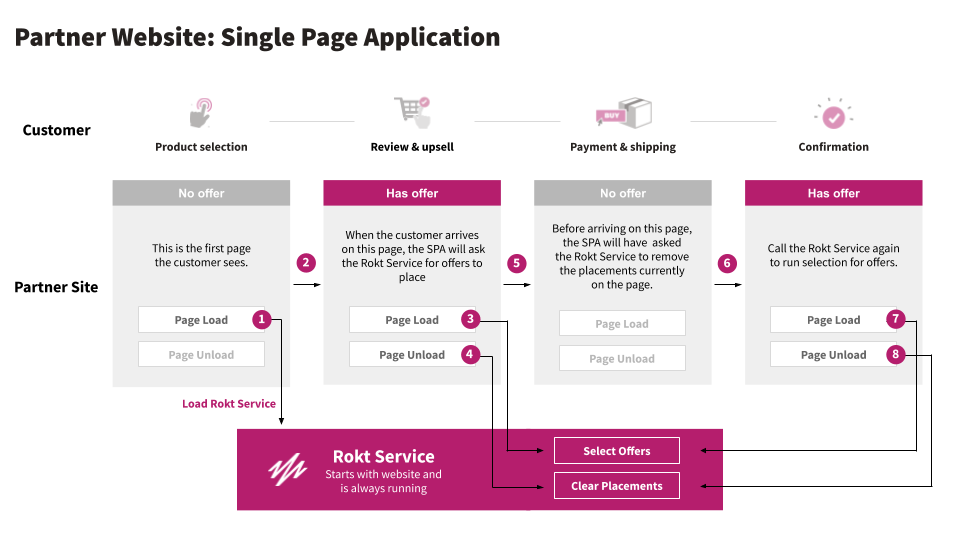 Partner Website: Single Page Application
Customer
BUY
Product selection
Review & upsell
Payment & shipping
Confirmation
No offer
Has offer
No offer
Has offer
Partner Site
This is the first page
the customer sees.
When the customer arrives
on this page, the SPA will ask
the Rokt Service for offers to
place
Before arriving on this page,
the SPA will have asked
the Rokt Service to remove
the placements currently
on the page.
Call the Rokt Service again
to run selection for offers.
2
5
6
Page Load
1
Page Unload
Page Load
3
Page Unload
4
Page Load
Page Unload
Page Load
7
Page Unload
8
Load Rokt Service
Rokt Service
Starts with website and
is always running
Select Offers
Clear Placements